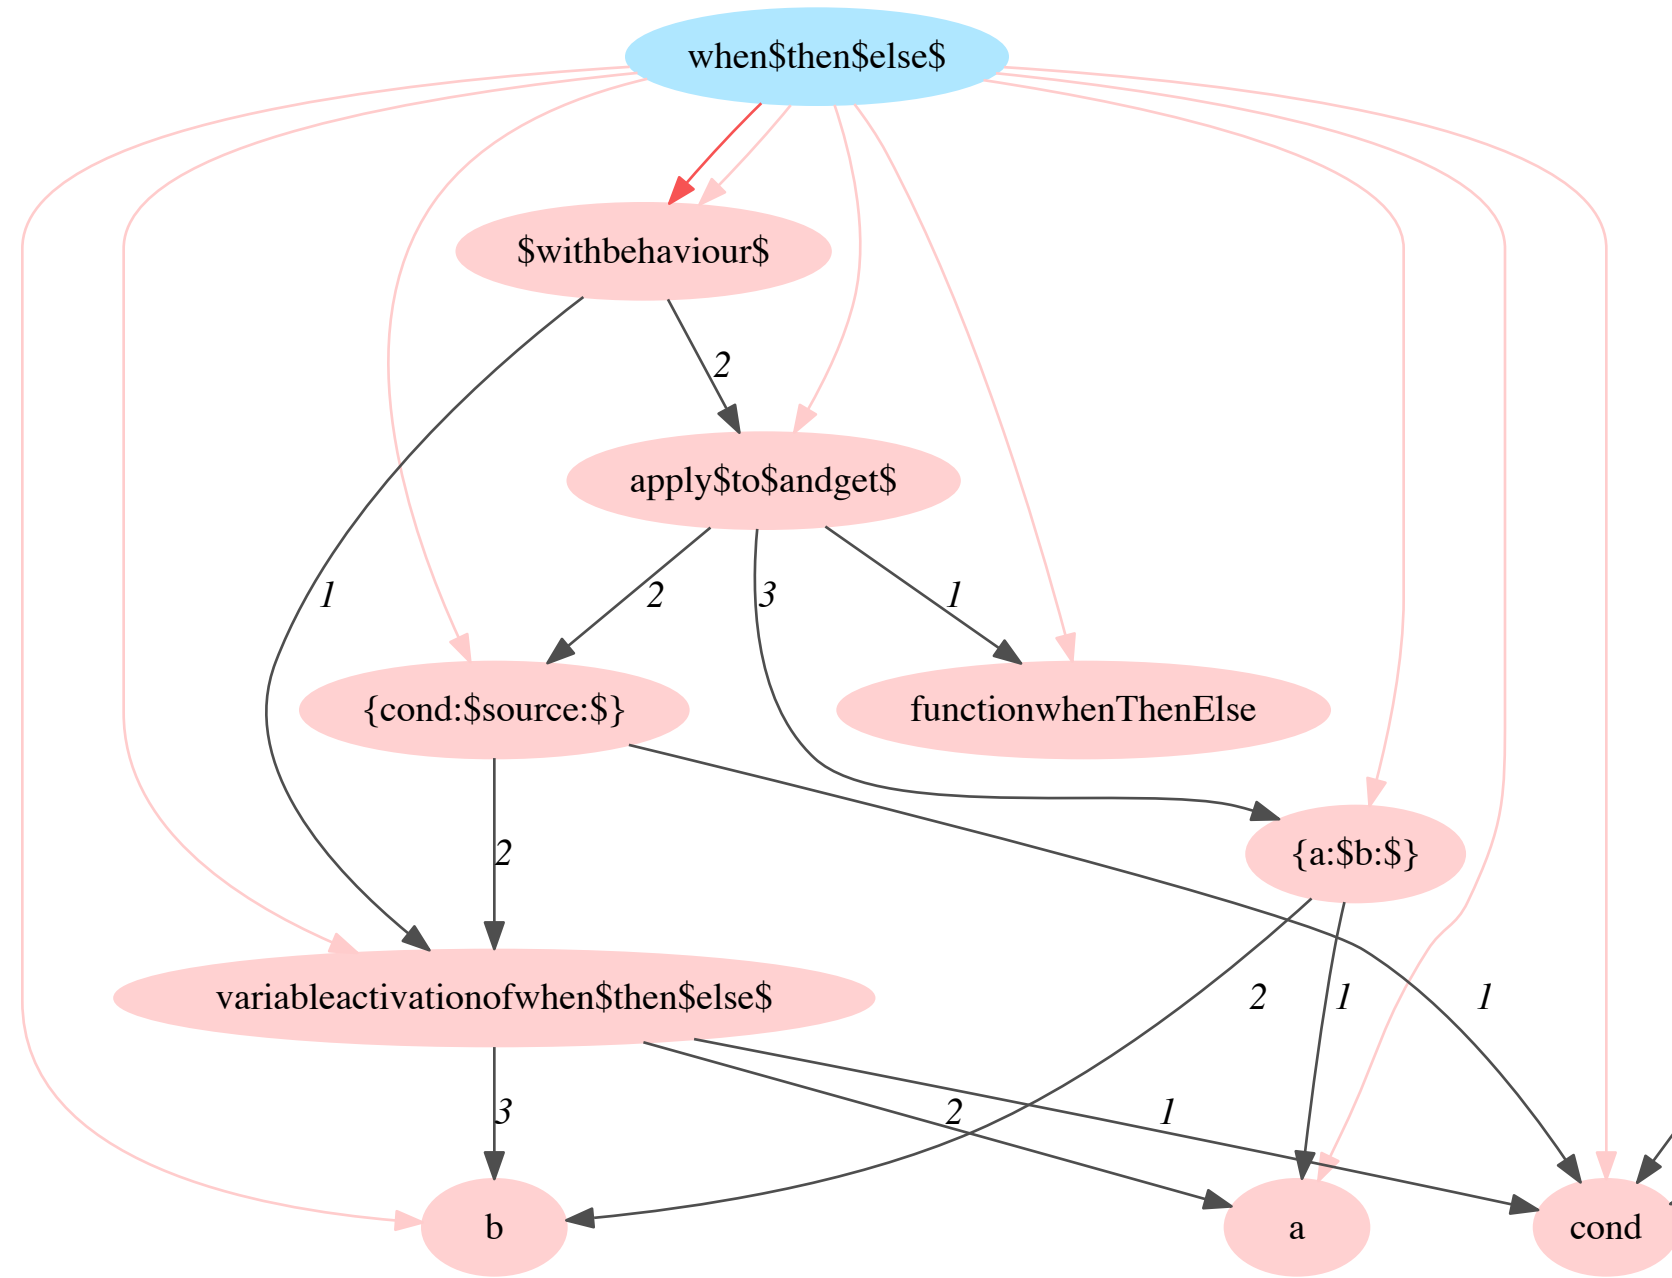 when$then$else$
$withbehaviour$
2
apply$to$andget$
1
2
3
1
{cond:$source:$}
functionwhenThenElse
2
{a:$b:$}
variableactivationofwhen$then$else$
2
1
1
3
2
1
b
a
cond